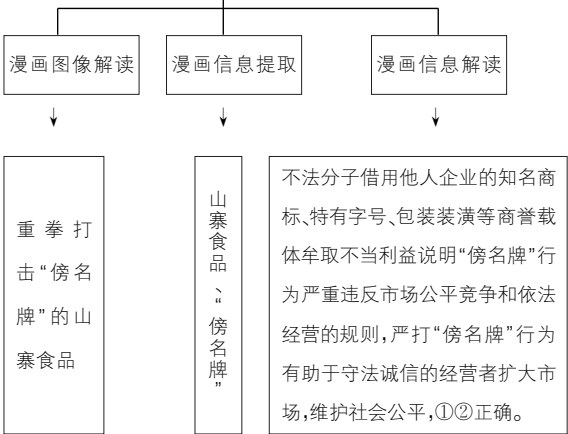 漫画图像解读
漫画信息提取
漫画信息解读
重拳打
击“傍名
牌”的山
寨食品
山寨食品、“傍名牌”
不法分子借用他人企业的知名商
标、特有字号、包装装潢等商誉载
体牟取不当利益说明“傍名牌”行
为严重违反市场公平竞争和依法
经营的规则,严打“傍名牌”行为
有助于守法诚信的经营者扩大市
场,维护社会公平,①②正确。